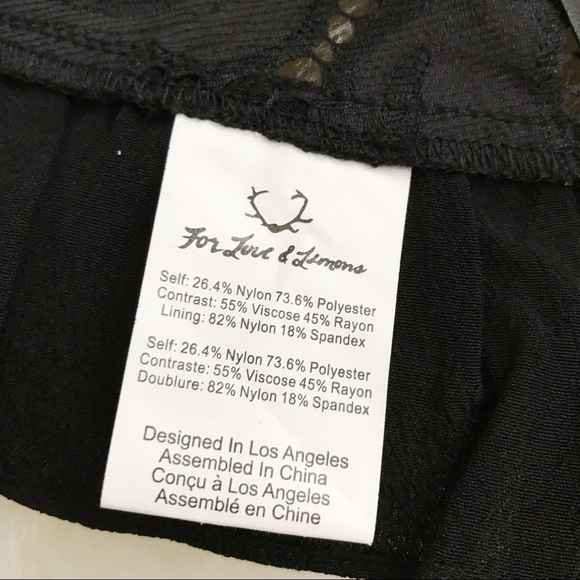 For Love & Lemons
Self: 26.4% Nylon 73.6% Polyester
Contrast: 55% Viscose 45% Rayon
Lining: 82% Nylon 18% Spandex
Self: 26.4% Nylon 73.6% Polyester
Contraste: 55% Viscose 45% Rayon
Doublure: 82% Nylon 18% Spandex
Designed In Los Angeles
Assembled In China
Conçu à Los Angeles
Assemblé en Chine